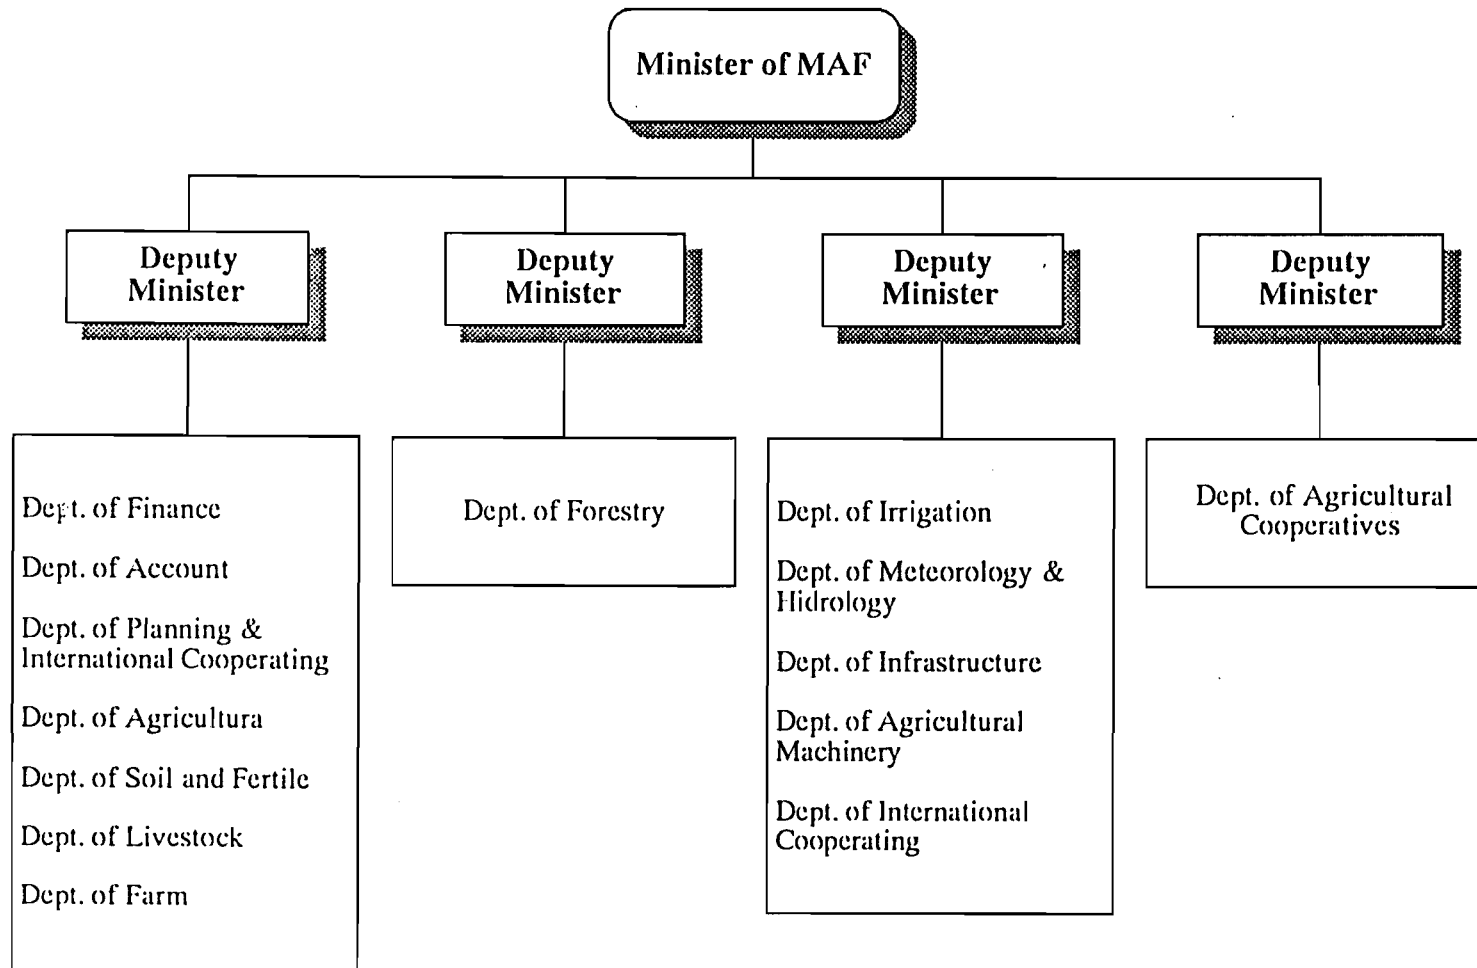 Minister of MAF
Deputy
Minister
Deputy
Minister
Deputy
Minister
Deputy
Minister
Dept. of Finance
Dept. of Account
Dept. of Planning &
International Cooperating
Dept. of Agricultura
Dept. of Soil and Fertile
Dept. of Livestock
Dept. of Farm
Dept. of Forestry
Dept. of Irrigation
Dept. of Meteorology &
Hidrology
Dept. of Infrastructure
Dept. of Agricultural
Machinery
Dept. of International
Cooperating
Dept. of Agricultural
Cooperatives